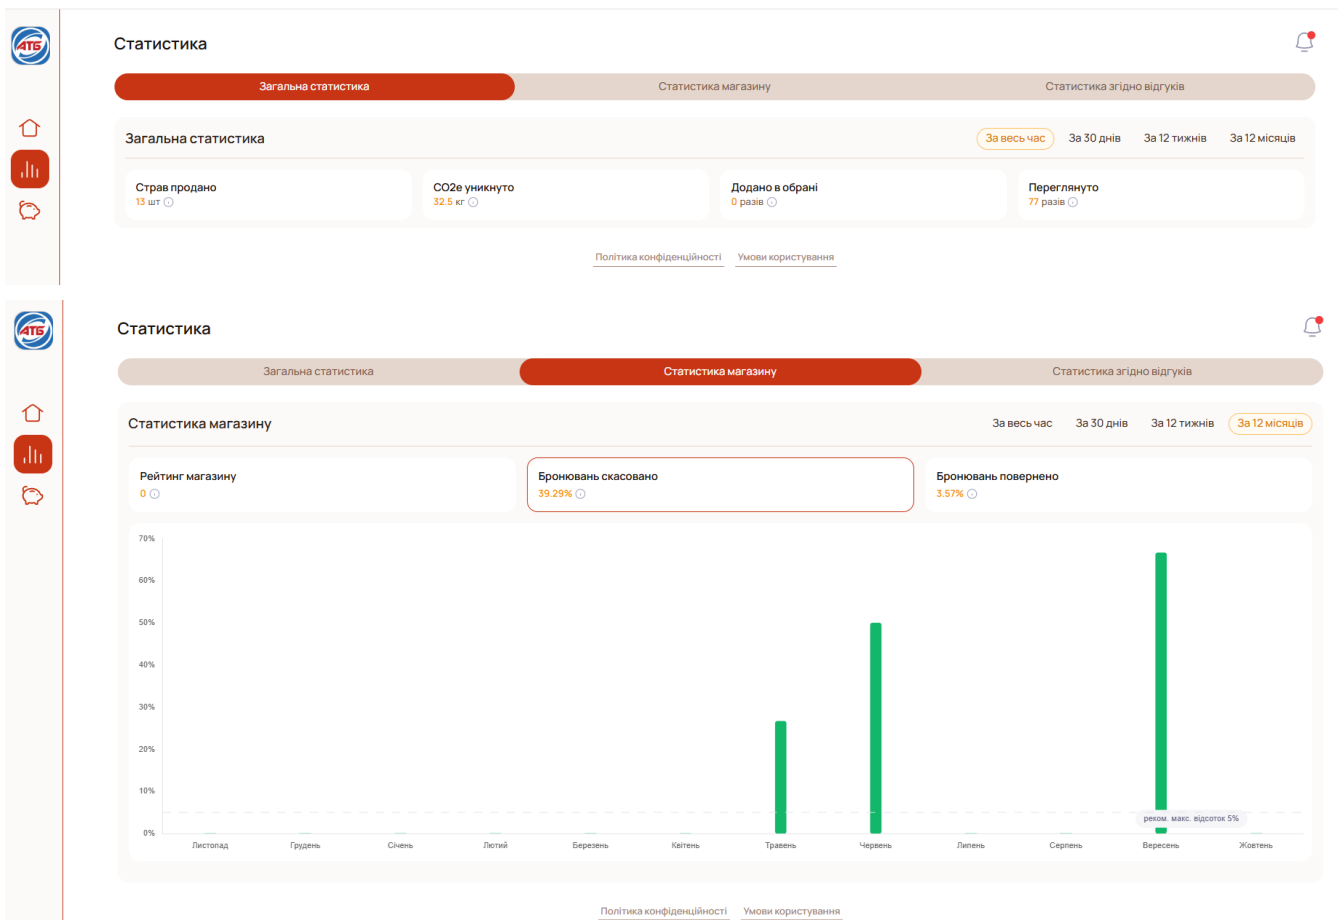 АТБ
Статистика
Загальна статистика Статистика магазину Статистика згідно відгуків
Загальна статистика За весь час За 30 днів За 12 тижнів За 12 місяців
Страв продано CO2e уникнуто Додано в обрані Переглянуто
13 шт 32.5 кг 0 разів 77 разів
Політика конфіденційності Умови користування
АТБ
Статистика
Загальна статистика Статистика магазину Статистика згідно відгуків
Статистика магазину За весь час За 30 днів За 12 тижнів За 12 місяців
Рейтинг магазину Бронювань скасовано Бронювань повернено
0 39.29% 3.57%
70%
60%
50%
40%
30%
20%
10%
реком. макс. відсоток 5%
0%
Листопад Грудень Січень Лютий Березень Квітень Травень Червень Липень Серпень Вересень Жовтень
Політика конфіденційності Умови користування